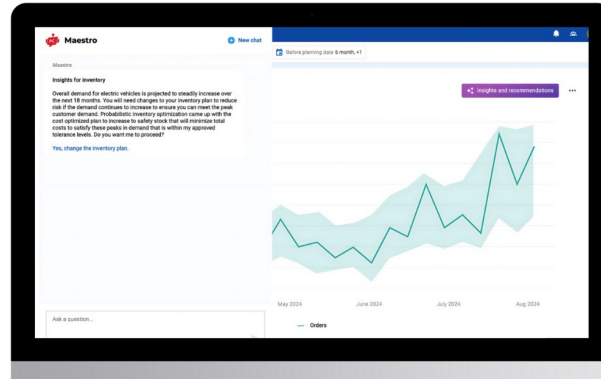 Maestro
New chat
Before planning date 6 month, +1
Maestro
Insights for inventory
Overall demand for electric vehicles is projected to steadily increase over
the next 18 months. You will need changes to your inventory plan to reduce
risk if the demand continues to increase to ensure you can meet the peak
customer demand. Probabilistic inventory optimization came up with the
cost optimized plan to increase to safety stock that will minimize total
costs to satisfy these peaks in demand that is within my approved
tolerance levels. Do you want me to proceed?
Yes, change the inventory plan.
Insights and recommendations
May 2024
June 2024
July 2024
Aug 2024
Orders
Ask a question...